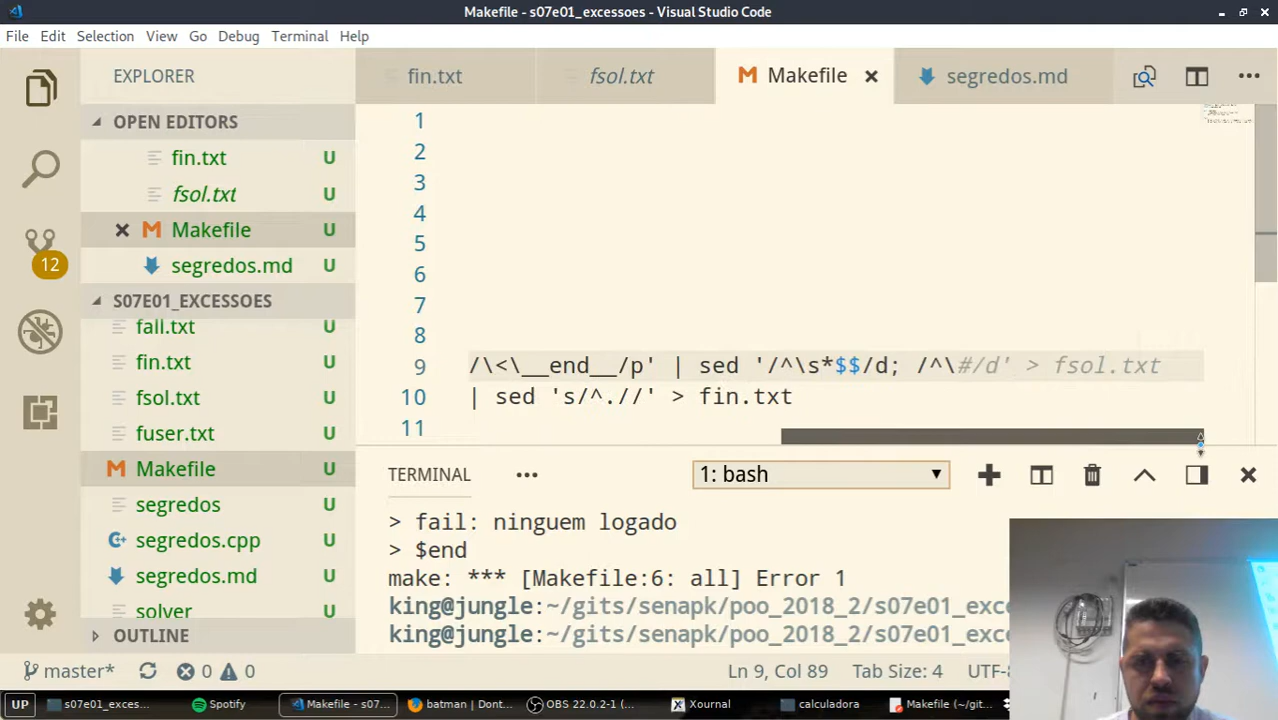 Makefile - s07e01_excessoes - Visual Studio Code
File Edit Selection View Go Debug Terminal Help
EXPLORER
fin.txt
fsol.txt
Makefile
segredos.md
OPEN EDITORS
fin.txt U
fsol.txt U
Makefile U
segredos.md U
12
S07E01_EXCESSOES
fall.txt U
fin.txt U
fsol.txt U
fuser.txt U
Makefile U
segredos U
segredos.cpp U
segredos.md U
solver U
OUTLINE
1
2
3
4
5
6
7
8
9 /\<\__end__/p' | sed '/^\s*$$/d; /^\#/d' > fsol.txt
10 | sed 's/^.//' > fin.txt
11
TERMINAL
1: bash
> fail: ninguem logado
> $end
make: *** [Makefile:6: all] Error 1
king@jungle:~/gits/senapk/poo_2018_2/s07e01_exce
king@jungle:~/gits/senapk/poo_2018_2/s07e01_exce
master* 0 0 Ln 9, Col 89 Tab Size: 4 UTF-8
UP s07e01_exces... Spotify Makefile - s07... batman | Dont... OBS 22.0.2-1 (... Xournal calculadora Makefile (~/git...